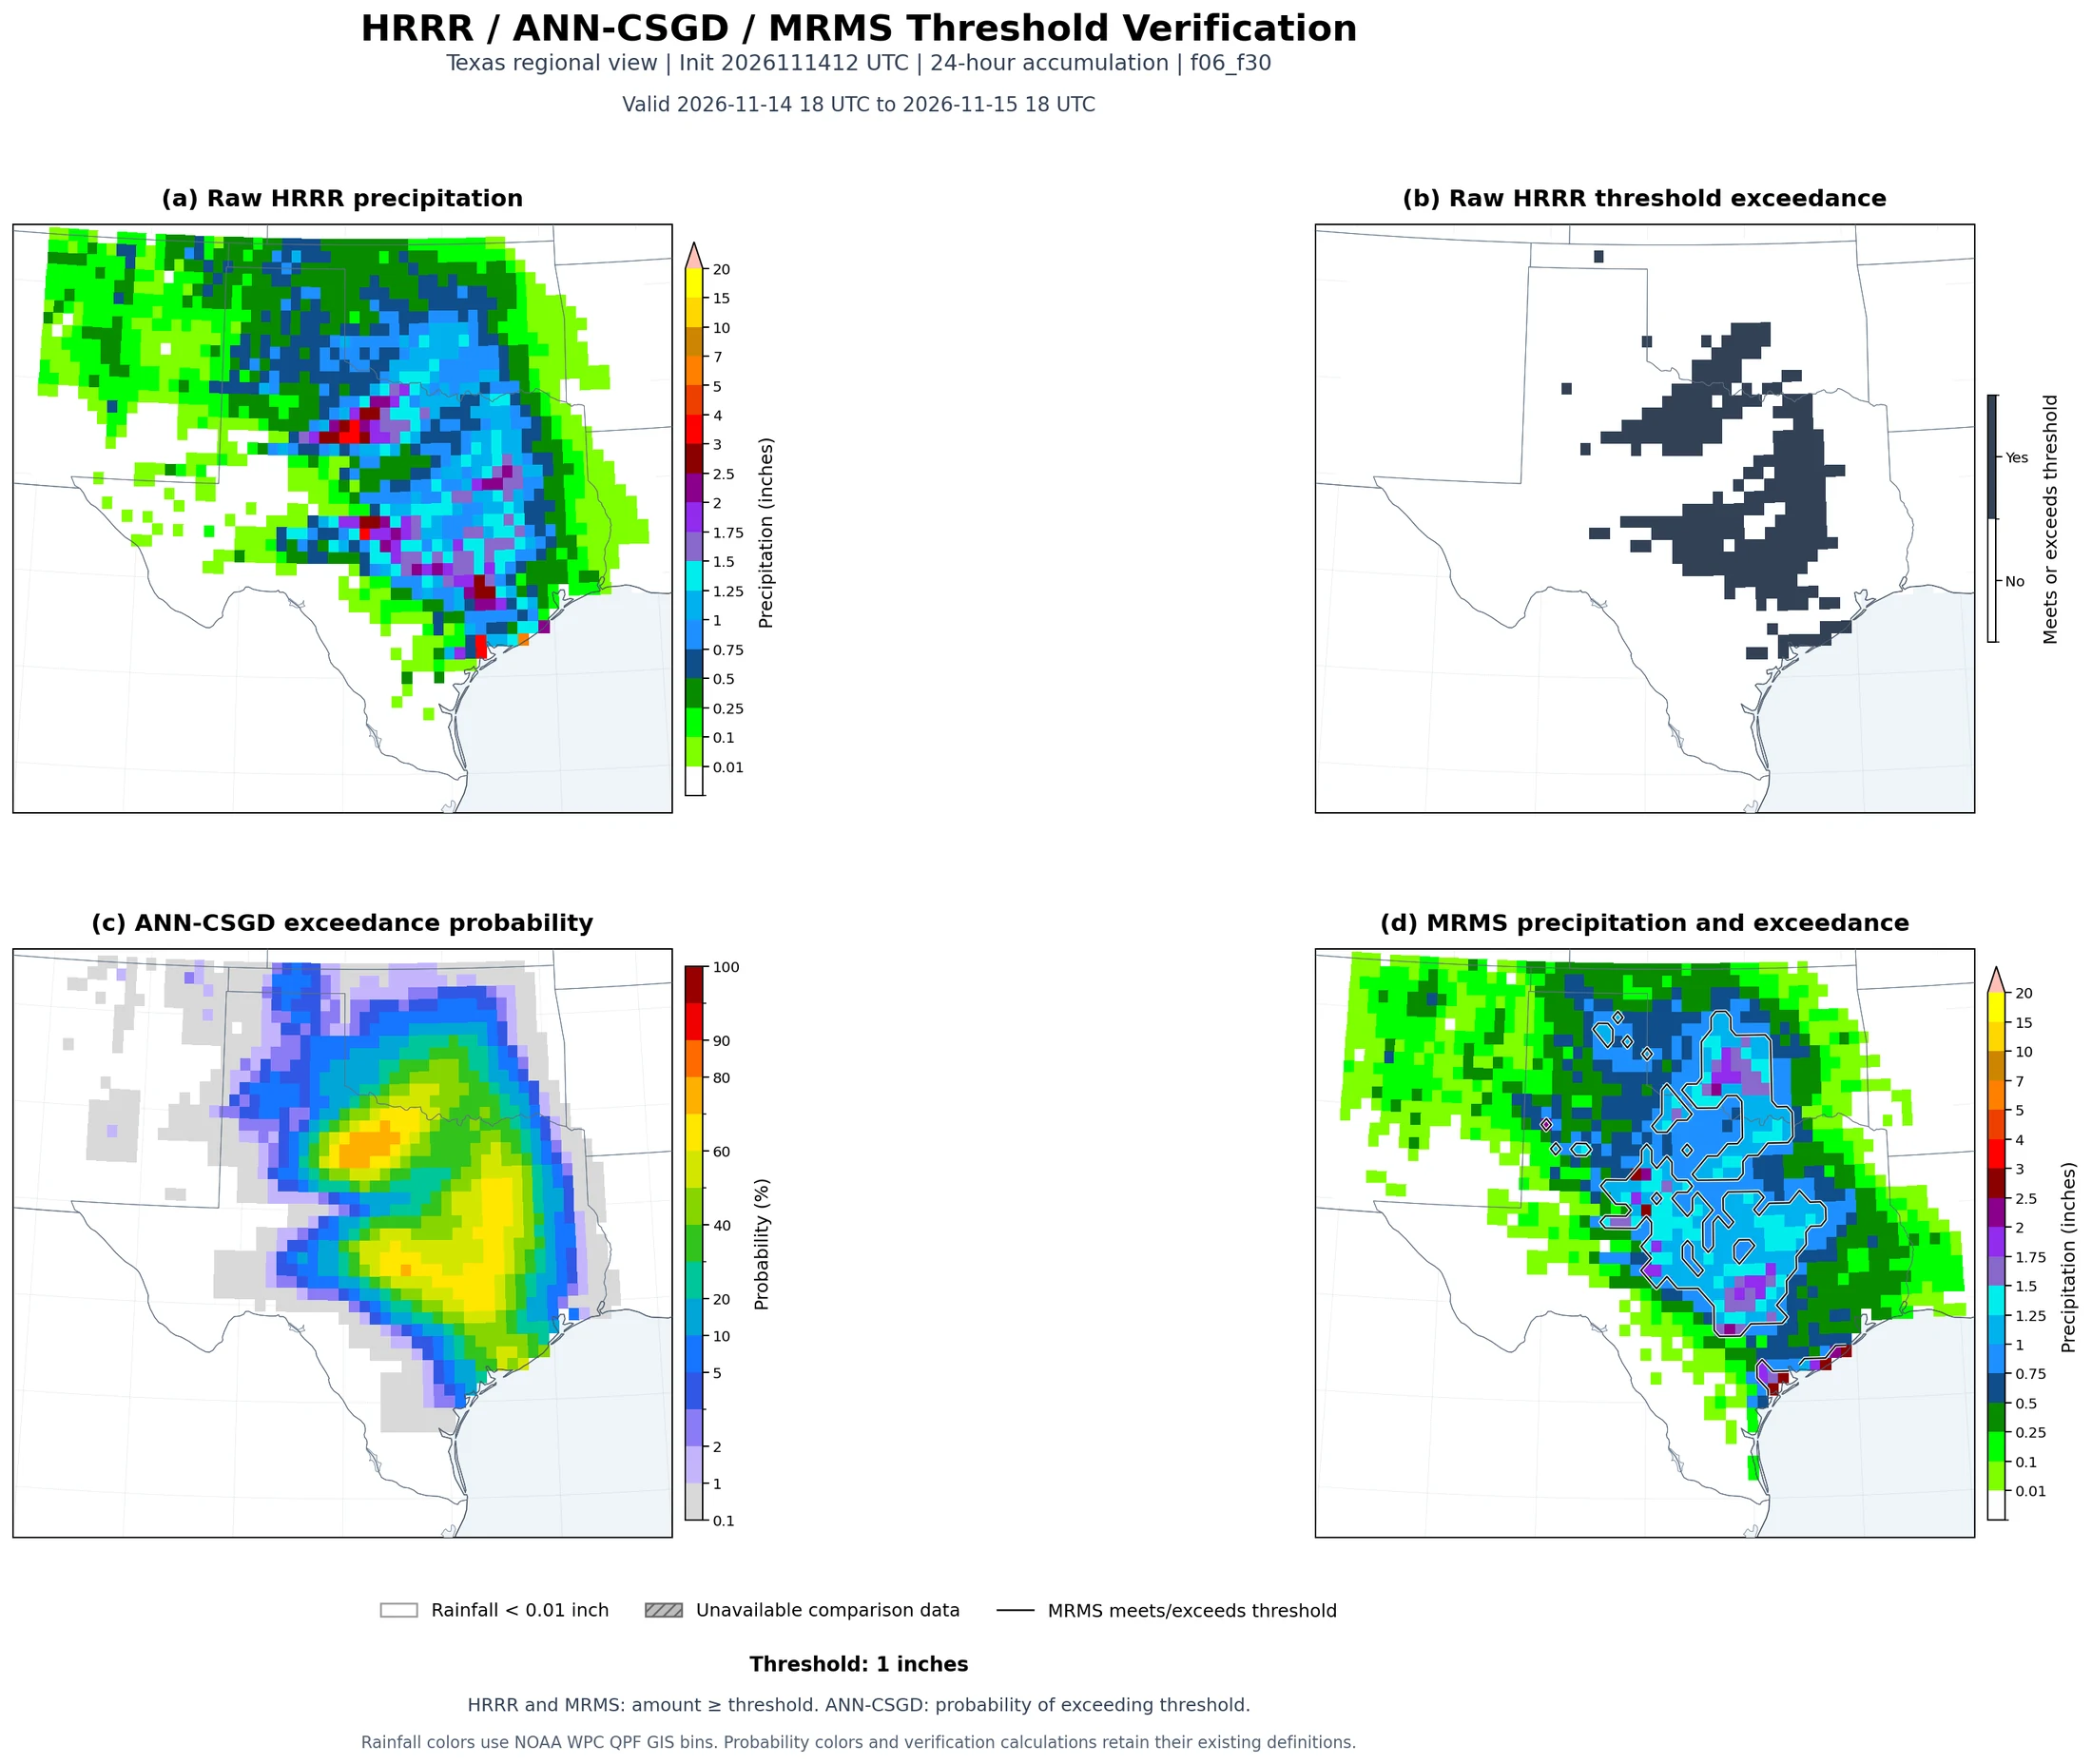 HRRR / ANN-CSGD / MRMS Threshold Verification
Texas regional view | Init 2026111412 UTC | 24-hour accumulation | f06_f30
Valid 2026-11-14 18 UTC to 2026-11-15 18 UTC
(a) Raw HRRR precipitation
20
15
10
7
5
4
3
2.5
2
1.75
1.5
1.25
1
0.75
0.5
0.25
0.1
0.01
Precipitation (inches)
(b) Raw HRRR threshold exceedance
Yes
No
Meets or exceeds threshold
(c) ANN-CSGD exceedance probability
100
90
80
60
40
20
10
5
2
1
0.1
Probability (%)
(d) MRMS precipitation and exceedance
20
15
10
7
5
4
3
2.5
2
1.75
1.5
1.25
1
0.75
0.5
0.25
0.1
0.01
Precipitation (inches)
Rainfall < 0.01 inch
Unavailable comparison data
MRMS meets/exceeds threshold
Threshold: 1 inches
HRRR and MRMS: amount ≥ threshold. ANN-CSGD: probability of exceeding threshold.
Rainfall colors use NOAA WPC QPF GIS bins. Probability colors and verification calculations retain their existing definitions.